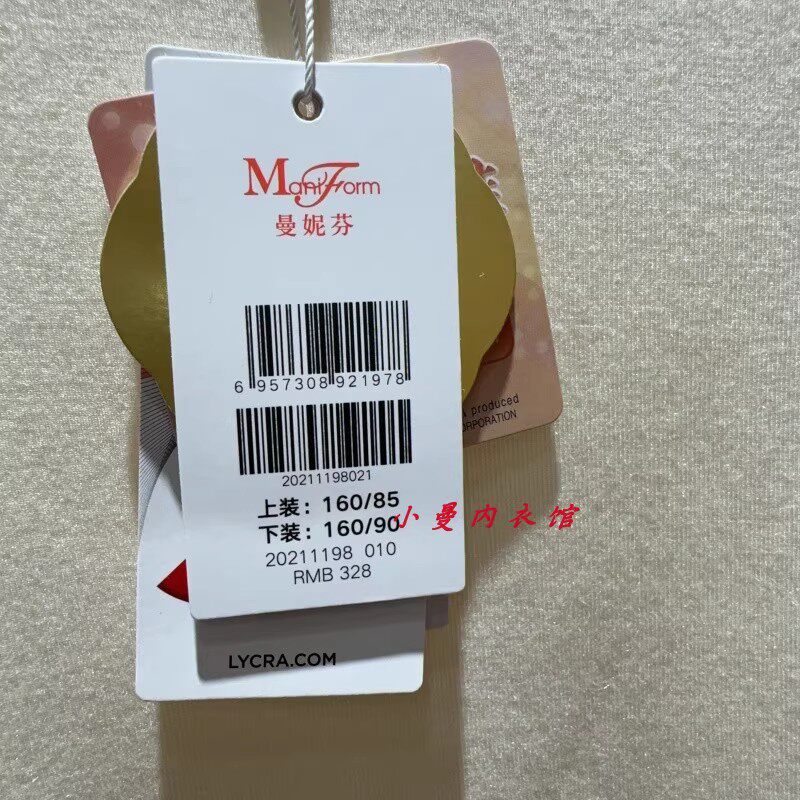 ManiForm
曼妮芬
6 957308 921978
20211198021
上装：160/85
下装：160/90
小曼内衣馆
20211198 010
RMB 328
produced
CORPORATION
LYCRA.COM